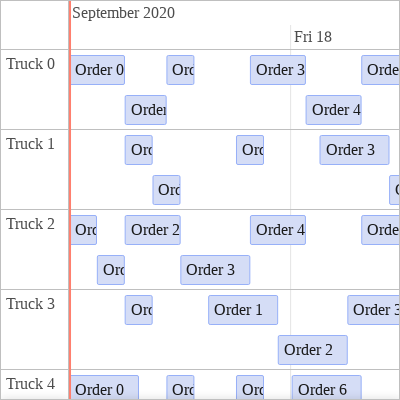 September 2020
Fri 18
Truck 0
Order 0
Orc
Order 3
Orde
Order
Order 4
Truck 1
Orc
Orc
Order 3
Orc
Truck 2
Orc
Order 2
Order 4
Orde
Orc
Order 3
Truck 3
Orc
Order 1
Order 3
Order 2
Truck 4
Order 0
Orc
Orc
Order 6